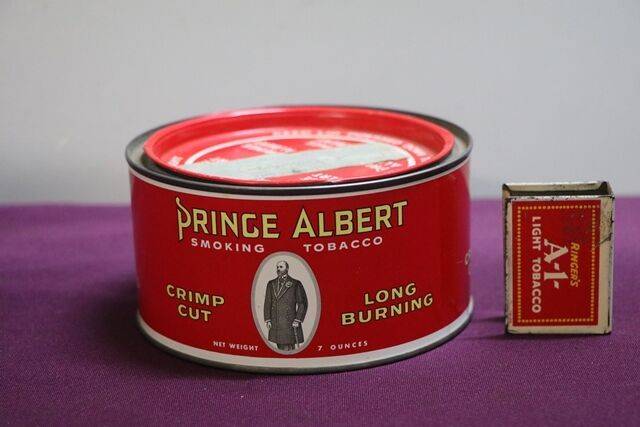 PRINCE ALBERT
SMOKING TOBACCO
CRIMP
CUT
LONG
BURNING
NET WEIGHT 7 OUNCES
RINGER'S
A-1-
LIGHT TOBACCO